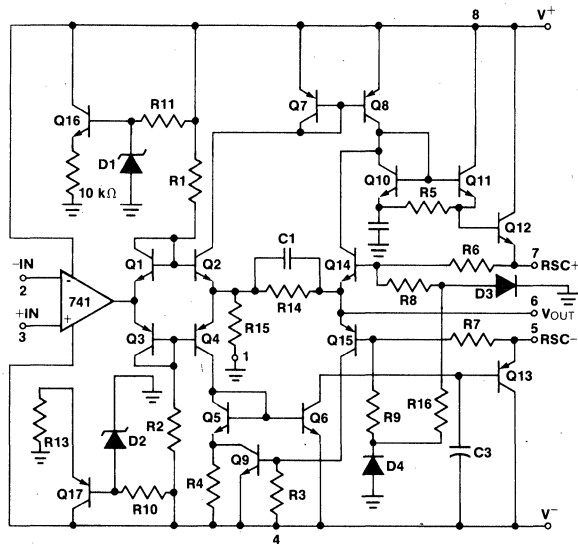 8
V+
Q7
Q8
Q16
R11
D1
R1
10 kΩ
Q10
Q11
R5
Q12
C1
7
RSC+
R6
Q1
Q2
Q14
R8
D3
−IN
2
-
741
+
+IN
3
R14
6
VOUT
R15
1
Q3
Q4
Q15
R7
5
RSC−
Q13
R13
D2
R2
Q5
Q6
R9
R16
Q9
C3
R4
R3
D4
Q17
R10
4
V−